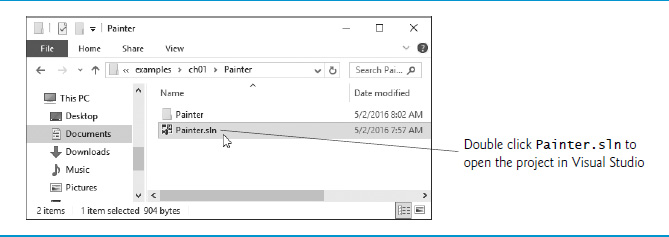 Painter
File Home Share View
« examples › ch01 › Painter Search Pai...
Name Date modified
This PC
Desktop
Documents
Downloads
Music
Pictures
Painter 5/2/2016 8:02 AM
Painter.sln 5/2/2016 7:57 AM
2 items 1 item selected 904 bytes
Double click Painter.sln to
open the project in Visual Studio